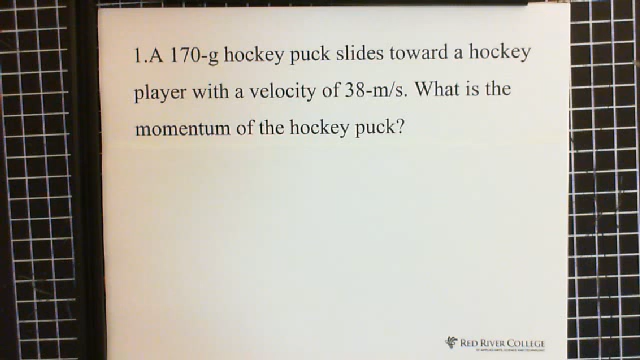 1.A 170-g hockey puck slides toward a hockey
player with a velocity of 38-m/s. What is the
momentum of the hockey puck?
RED RIVER COLLEGE